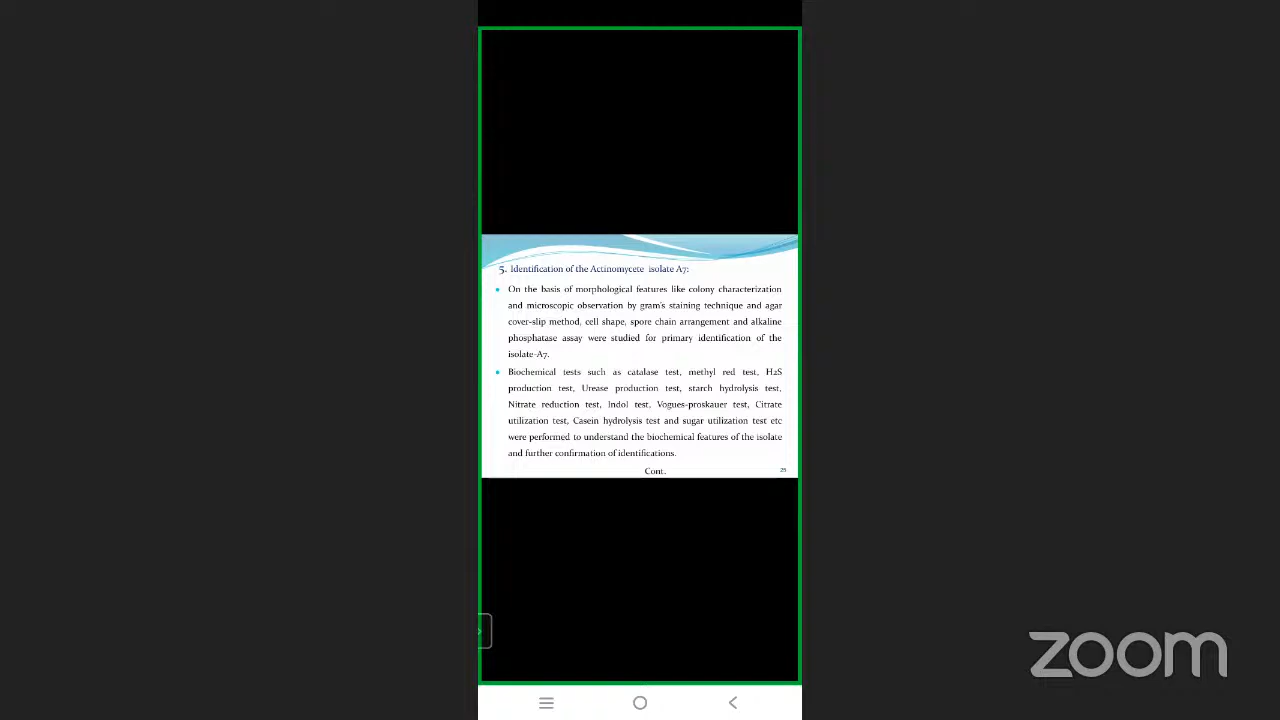 5. Identification of the Actinomycete isolate A7:
• On the basis of morphological features like colony characterization
and microscopic observation by gram's staining technique and agar
cover-slip method, cell shape, spore chain arrangement and alkaline
phosphatase assay were studied for primary identification of the
isolate-A7.
• Biochemical tests such as catalase test, methyl red test, H2S
production test, Urease production test, starch hydrolysis test,
Nitrate reduction test, Indol test, Vogues-proskauer test, Citrate
utilization test, Casein hydrolysis test and sugar utilization test etc
were performed to understand the biochemical features of the isolate
and further confirmation of identifications.
Cont.
zoom